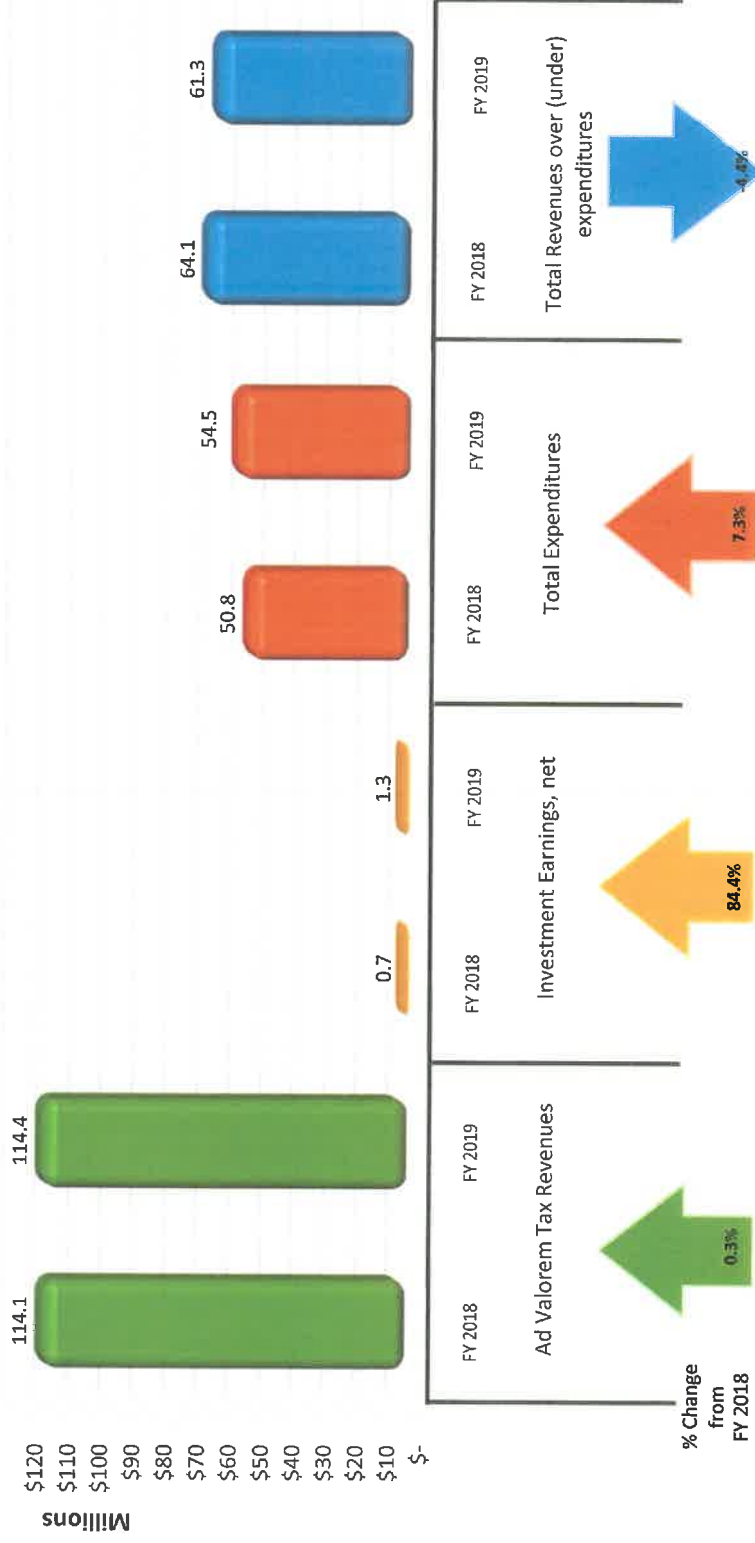 Millions
$120
$110
$100
$90
$80
$70
$60
$50
$40
$30
$20
$10
$-
114.1
114.4
0.7
1.3
50.8
54.5
64.1
61.3
FY 2018
FY 2019
FY 2018
FY 2019
FY 2018
FY 2019
FY 2018
FY 2019
Ad Valorem Tax Revenues
Investment Earnings, net
Total Expenditures
Total Revenues over (under)
expenditures
% Change
from
FY 2018
0.3%
84.4%
7.3%
-4.4%